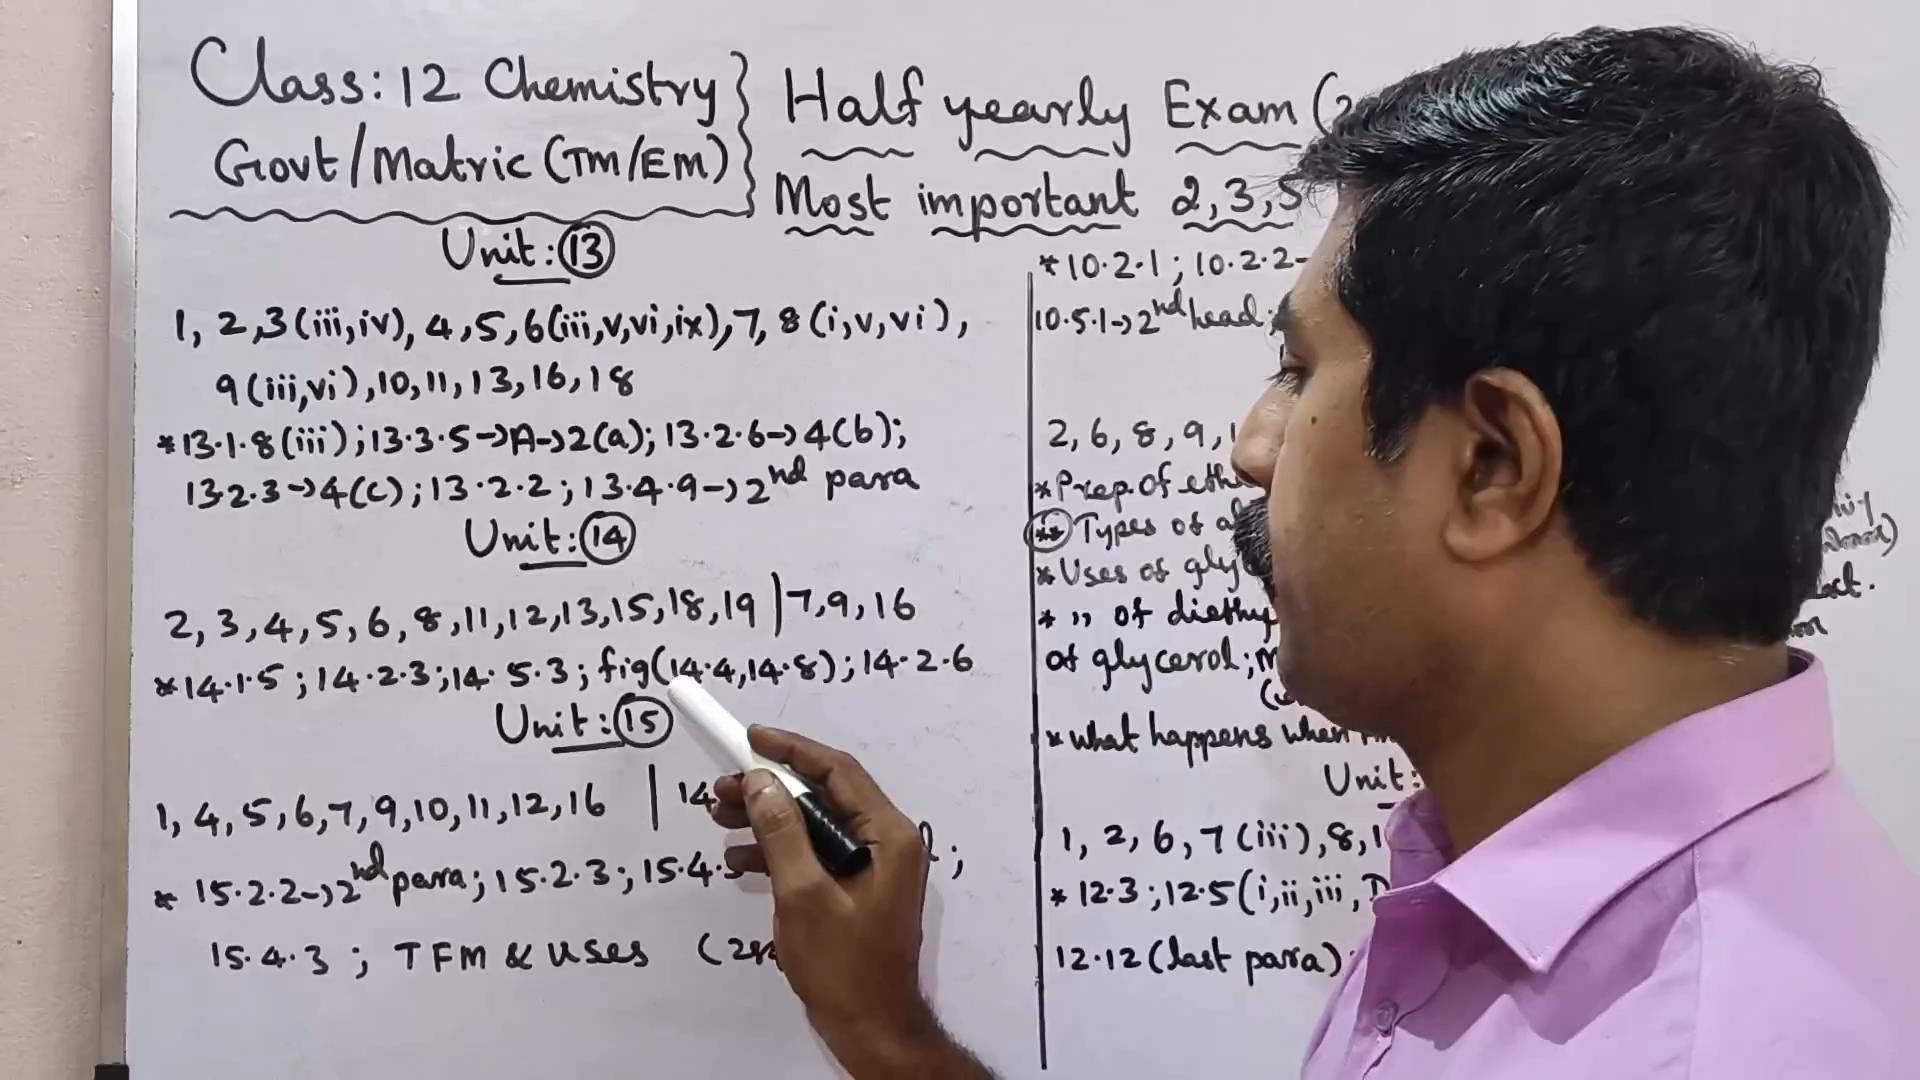 Class: 12 Chemistry
Govt/Matric (TM/EM)
Half yearly Exam (
Most important 2,3,5
Unit: 13
1, 2, 3(iii,iv), 4, 5, 6(iii,v,vi,ix), 7, 8(i,v,vi),
9(iii,vi), 10, 11, 13, 16, 18
*13.1.8(iii); 13.3.5→A→2(a); 13.2.6→4(b);
13.2.3→4(c); 13.2.2; 13.4.9→2nd para
Unit: 14
2, 3, 4, 5, 6, 8, 11, 12, 13, 15, 18, 19 | 7, 9, 16
*14.1.5; 14.2.3; 14.5.3; fig(14.4, 14.8); 14.2.6
Unit: 15
1, 4, 5, 6, 7, 9, 10, 11, 12, 16 | 14
* 15.2.2→2nd para; 15.2.3; 15.4. ;
15.4.3; TFM & Uses
*10.2.1; 10.2.2-
10.5.1→2nd head;
2, 6, 8, 9,
*Prep. of
** Types of
*Uses of
* ,, of
of glycerol;
* what happens when
Unit:
1, 2, 6, 7(iii), 8,
* 12.3; 12.5(i,ii,iii,
12.12(last para)